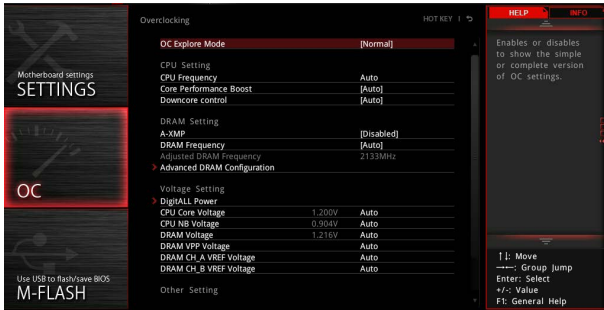 Overclocking
HOT KEY |
HELP
INFO
OC Explore Mode [Normal]
CPU Setting
CPU Frequency Auto
Core Performance Boost [Auto]
Downcore control [Auto]
DRAM Setting
A-XMP [Disabled]
DRAM Frequency [Auto]
Adjusted DRAM Frequency 2133MHz
> Advanced DRAM Configuration
Voltage Setting
> DigitALL Power
CPU Core Voltage 1.200V Auto
CPU NB Voltage 0.904V Auto
DRAM Voltage 1.216V Auto
DRAM VPP Voltage Auto
DRAM CH_A VREF Voltage Auto
DRAM CH_B VREF Voltage Auto
Other Setting
Motherboard settings
SETTINGS
OC
Use USB to flash/save BIOS
M-FLASH
Enables or disables
to show the simple
or complete version
of OC settings.
↑↓: Move
→←: Group Jump
Enter: Select
+/-: Value
F1: General Help